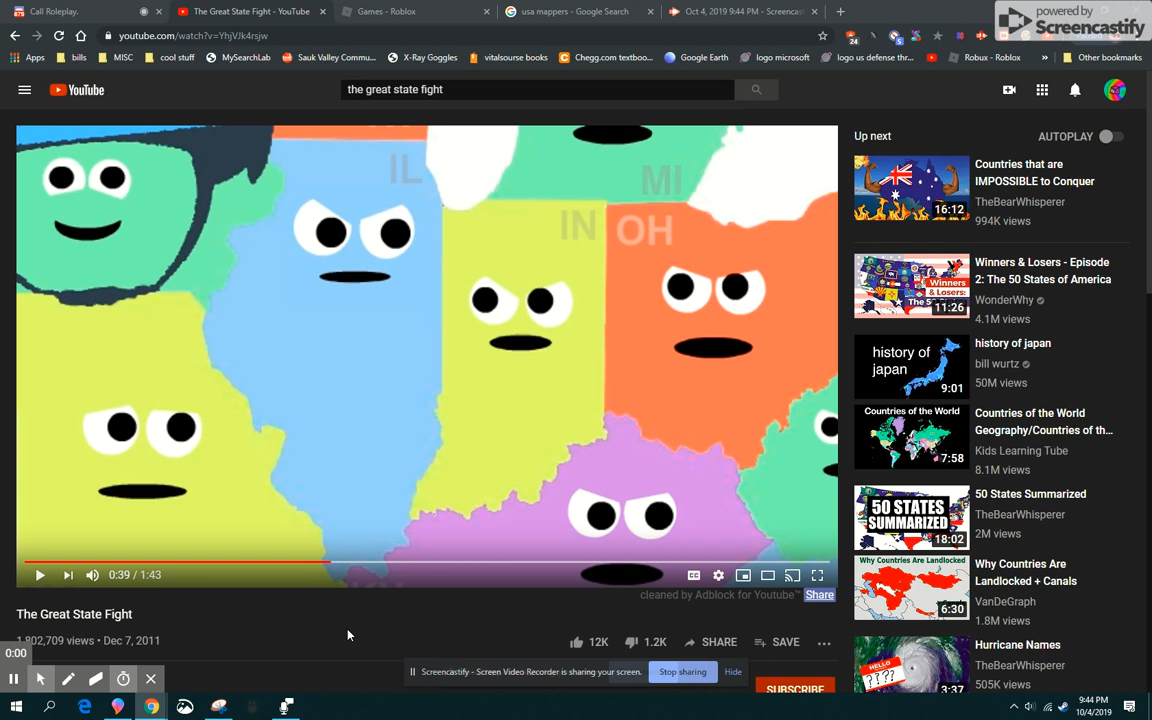 Call Roleplay.
The Great State Fight - YouTube
Games - Roblox
usa mappers - Google Search
Oct 4, 2019 9:44 PM - Screencast
powered by
Screencastify
youtube.com/watch?v=YhjVJk4rsjw
24
Apps
bills
MISC
cool stuff
MySearchLab
Sauk Valley Commu...
X-Ray Goggles
vitalsourse books
Chegg.com textboo...
Google Earth
logo microsoft
logo us defense thr...
Robux - Roblox
»
Other bookmarks
YouTube
the great state fight
IL
MI
IN
OH
0:39 / 1:43
CC
cleaned by Adblock for Youtube™
Share
The Great State Fight
1,802,709 views • Dec 7, 2011
12K
1.2K
SHARE
SAVE
SUBSCRIBE
Up next
AUTOPLAY
16:12
Countries that are
IMPOSSIBLE to Conquer
TheBearWhisperer
994K views
Winners
& Losers:
The 50 States
11:26
Winners & Losers - Episode
2: The 50 States of America
WonderWhy
4.1M views
history of
japan
9:01
history of japan
bill wurtz
50M views
Countries of the World
7:58
Countries of the World
Geography/Countries of th...
Kids Learning Tube
8.1M views
50 STATES
SUMMARIZED
18:02
50 States Summarized
TheBearWhisperer
2M views
Why Countries Are Landlocked
6:30
Why Countries Are
Landlocked + Canals
VanDeGraph
1.8M views
HELLO
????
3:37
Hurricane Names
TheBearWhisperer
505K views
0:00
Screencastify - Screen Video Recorder is sharing your screen.
Stop sharing
Hide
9:44 PM
10/4/2019